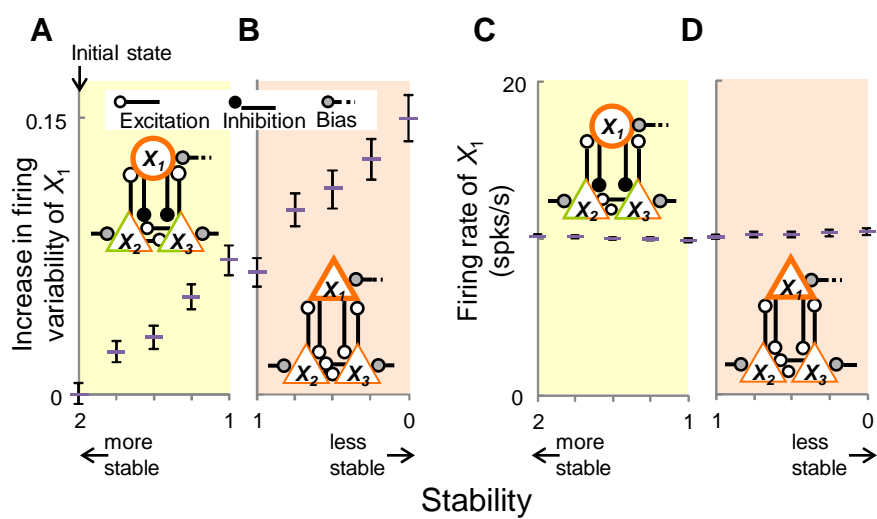 A
B
C
D
Initial state
Excitation
Inhibition
Bias
0.15
0
Increase in firing
variability of X1
X1
X2
X3
X1
X2
X3
2
1
1
0
more
stable
less
stable
20
0
Firing rate of X1
(spks/s)
X1
X2
X3
X1
X2
X3
2
1
1
0
more
stable
less
stable
Stability